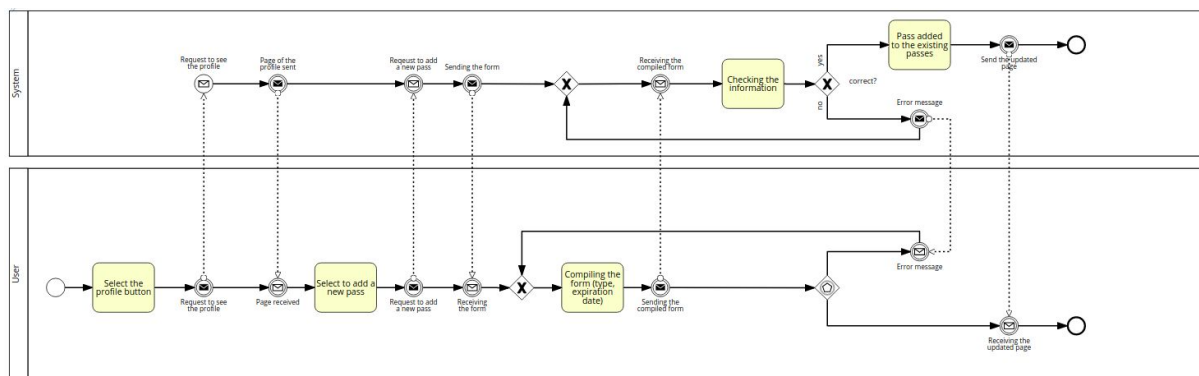 System
Request to see
the profile
Page of the
profile sent
Reqeust to add
a new pass
Sending the form
Receiving the
compiled form
Checking the
information
yes
no
correct?
Pass added
to the existing
passes
Send the updated
page
Error message
User
Select the
profile button
Request to see
the profile
Page received
Select to add a
new pass
Request to add
a new pass
Receiving
the form
Compiling the
form (type,
expiration
date)
Sending the
compiled form
Error message
Receiving the
updated page